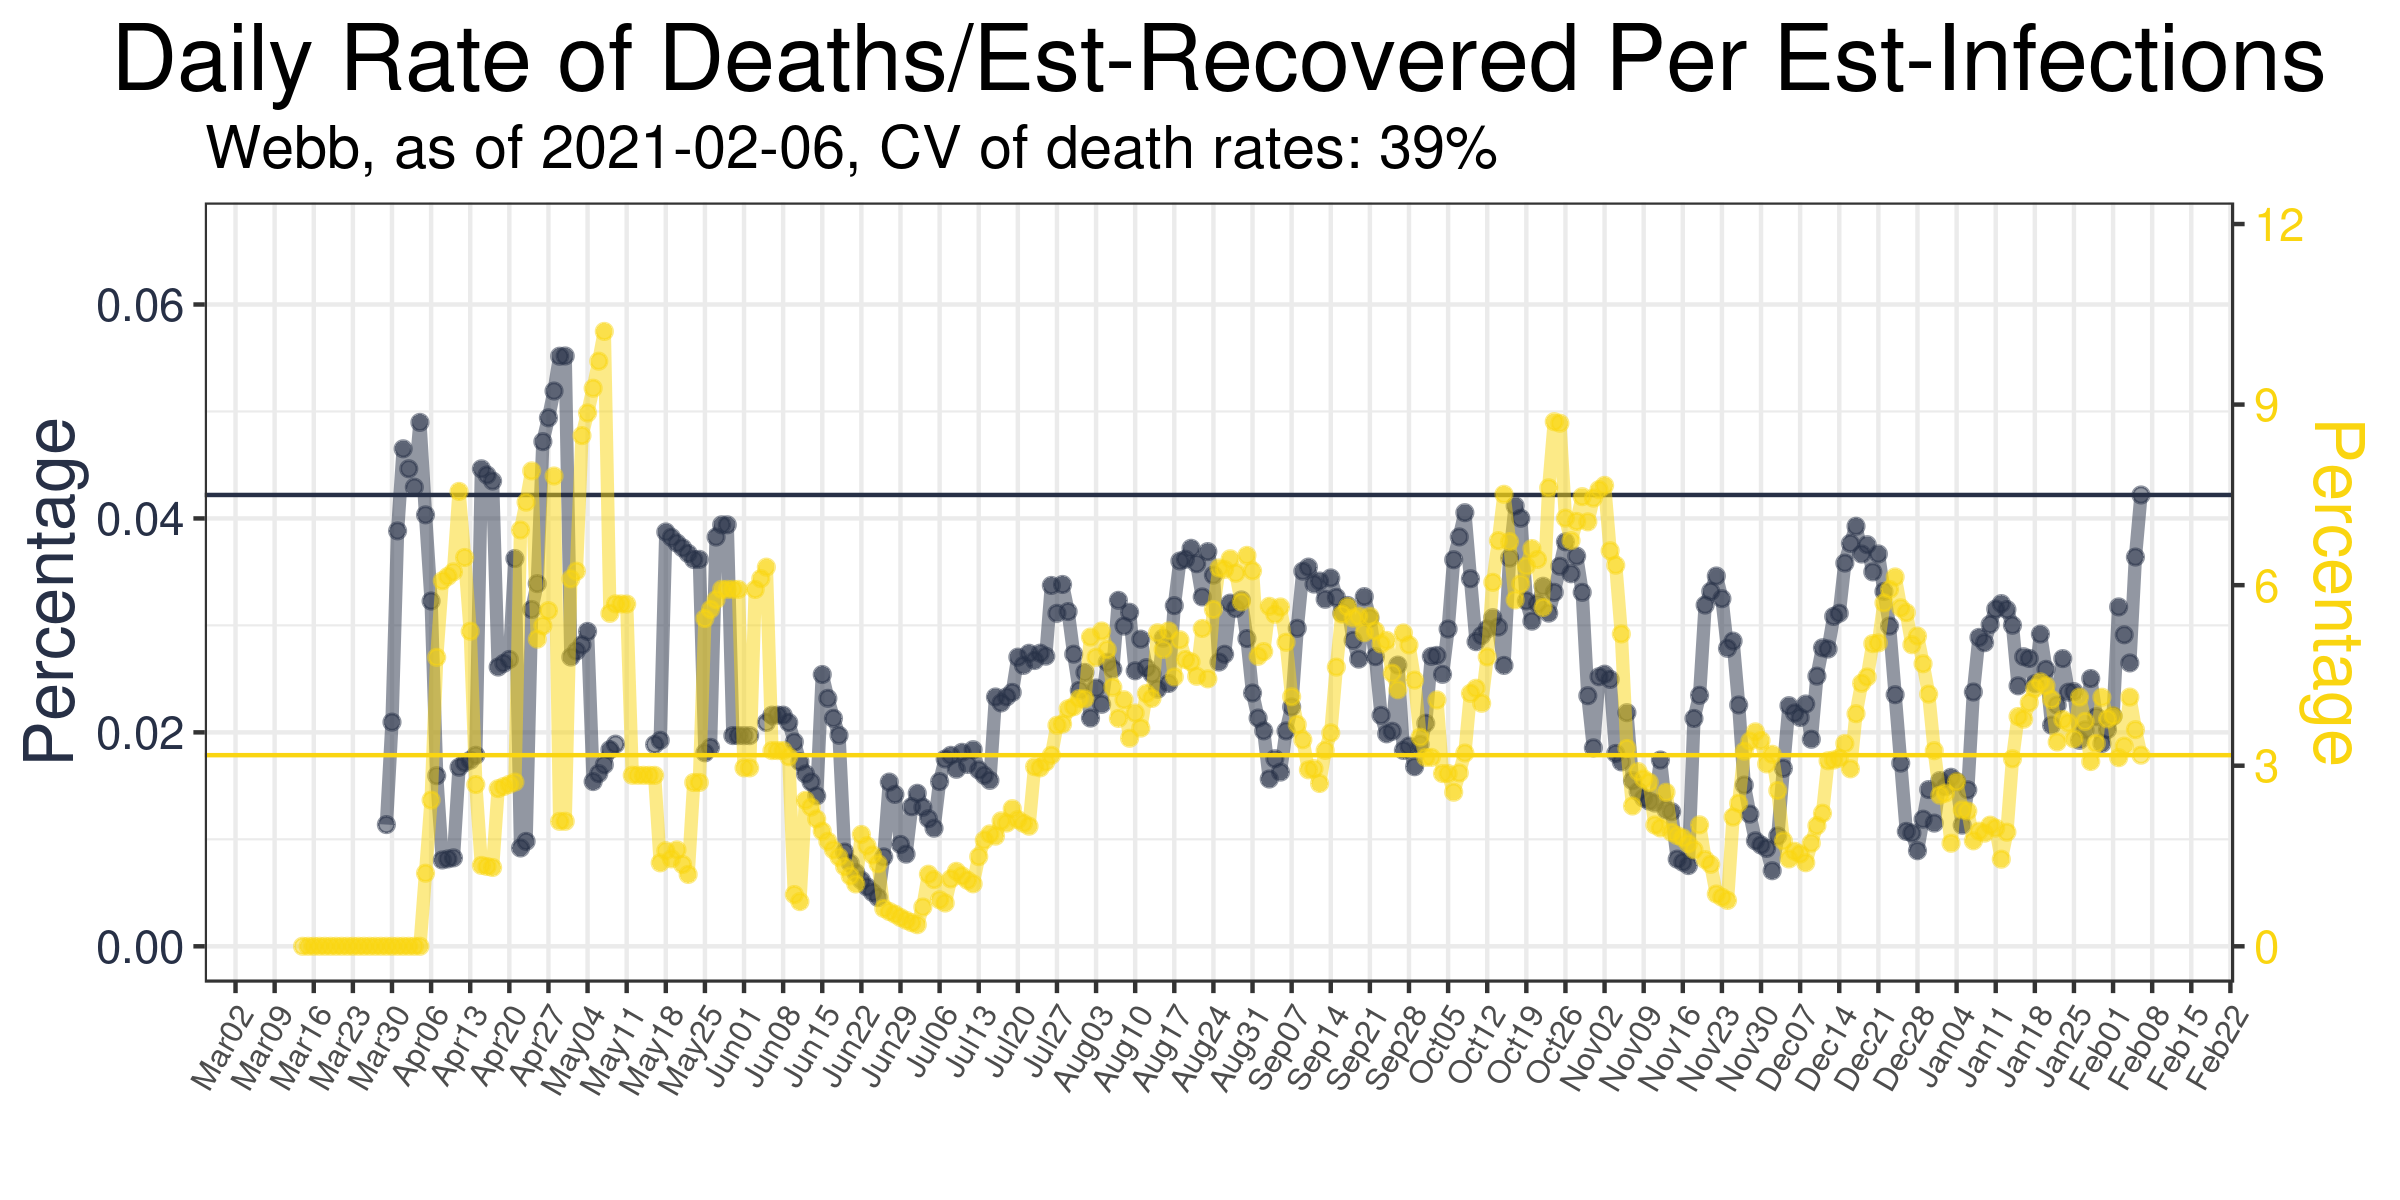 Daily Rate of Deaths/Est-Recovered Per Est-Infections
Webb, as of 2021-02-06, CV of death rates: 39%
Percentage
0.06
0.04
0.02
0.00
12
9
6
3
0
Percentage
Mar02
Mar09
Mar16
Mar23
Mar30
Apr06
Apr13
Apr20
Apr27
May04
May11
May18
May25
Jun01
Jun08
Jun15
Jun22
Jun29
Jul06
Jul13
Jul20
Jul27
Aug03
Aug10
Aug17
Aug24
Aug31
Sep07
Sep14
Sep21
Sep28
Oct05
Oct12
Oct19
Oct26
Nov02
Nov09
Nov16
Nov23
Nov30
Dec07
Dec14
Dec21
Dec28
Jan04
Jan11
Jan18
Jan25
Feb01
Feb08
Feb15
Feb22